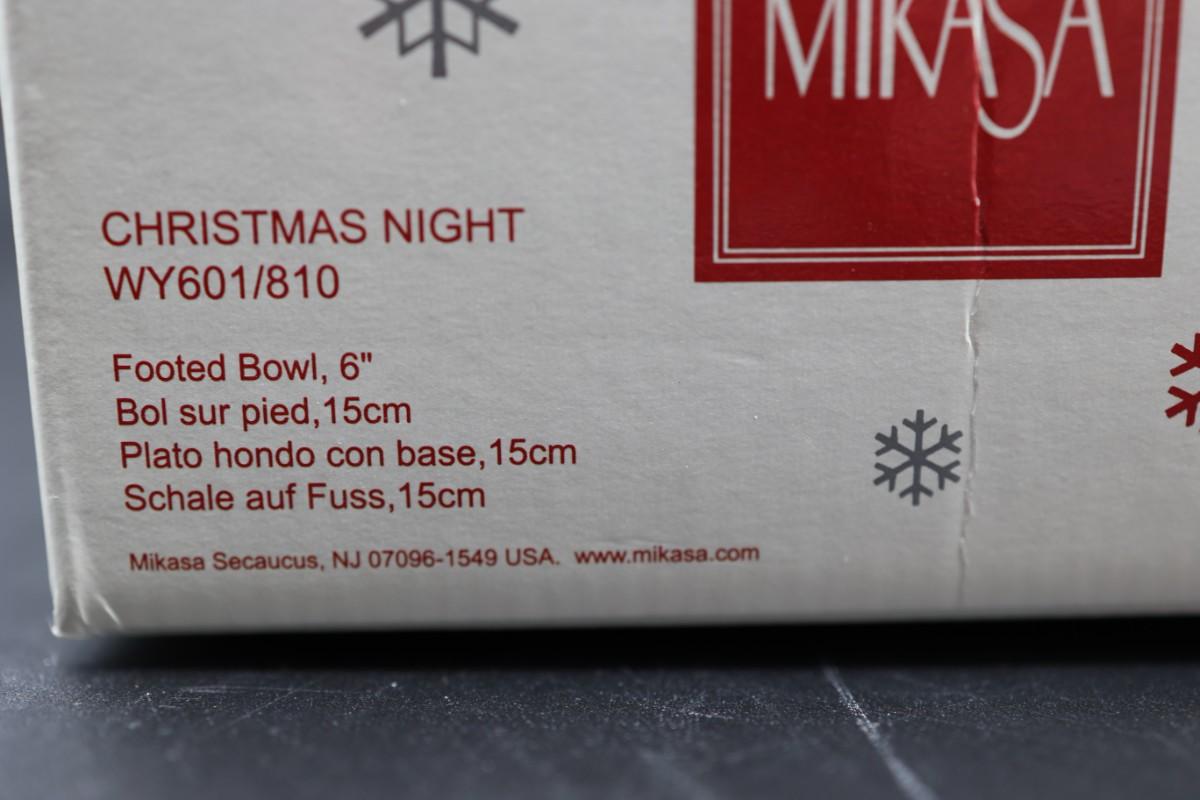 MIKASA
CHRISTMAS NIGHT
WY601/810
Footed Bowl, 6"
Bol sur pied,15cm
Plato hondo con base,15cm
Schale auf Fuss,15cm
Mikasa Secaucus, NJ 07096-1549 USA. www.mikasa.com